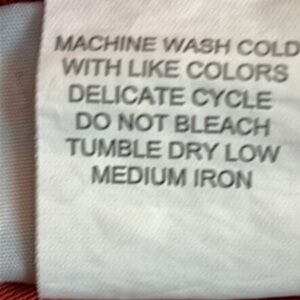 MACHINE WASH COLD
WITH LIKE COLORS
DELICATE CYCLE
DO NOT BLEACH
TUMBLE DRY LOW
MEDIUM IRON